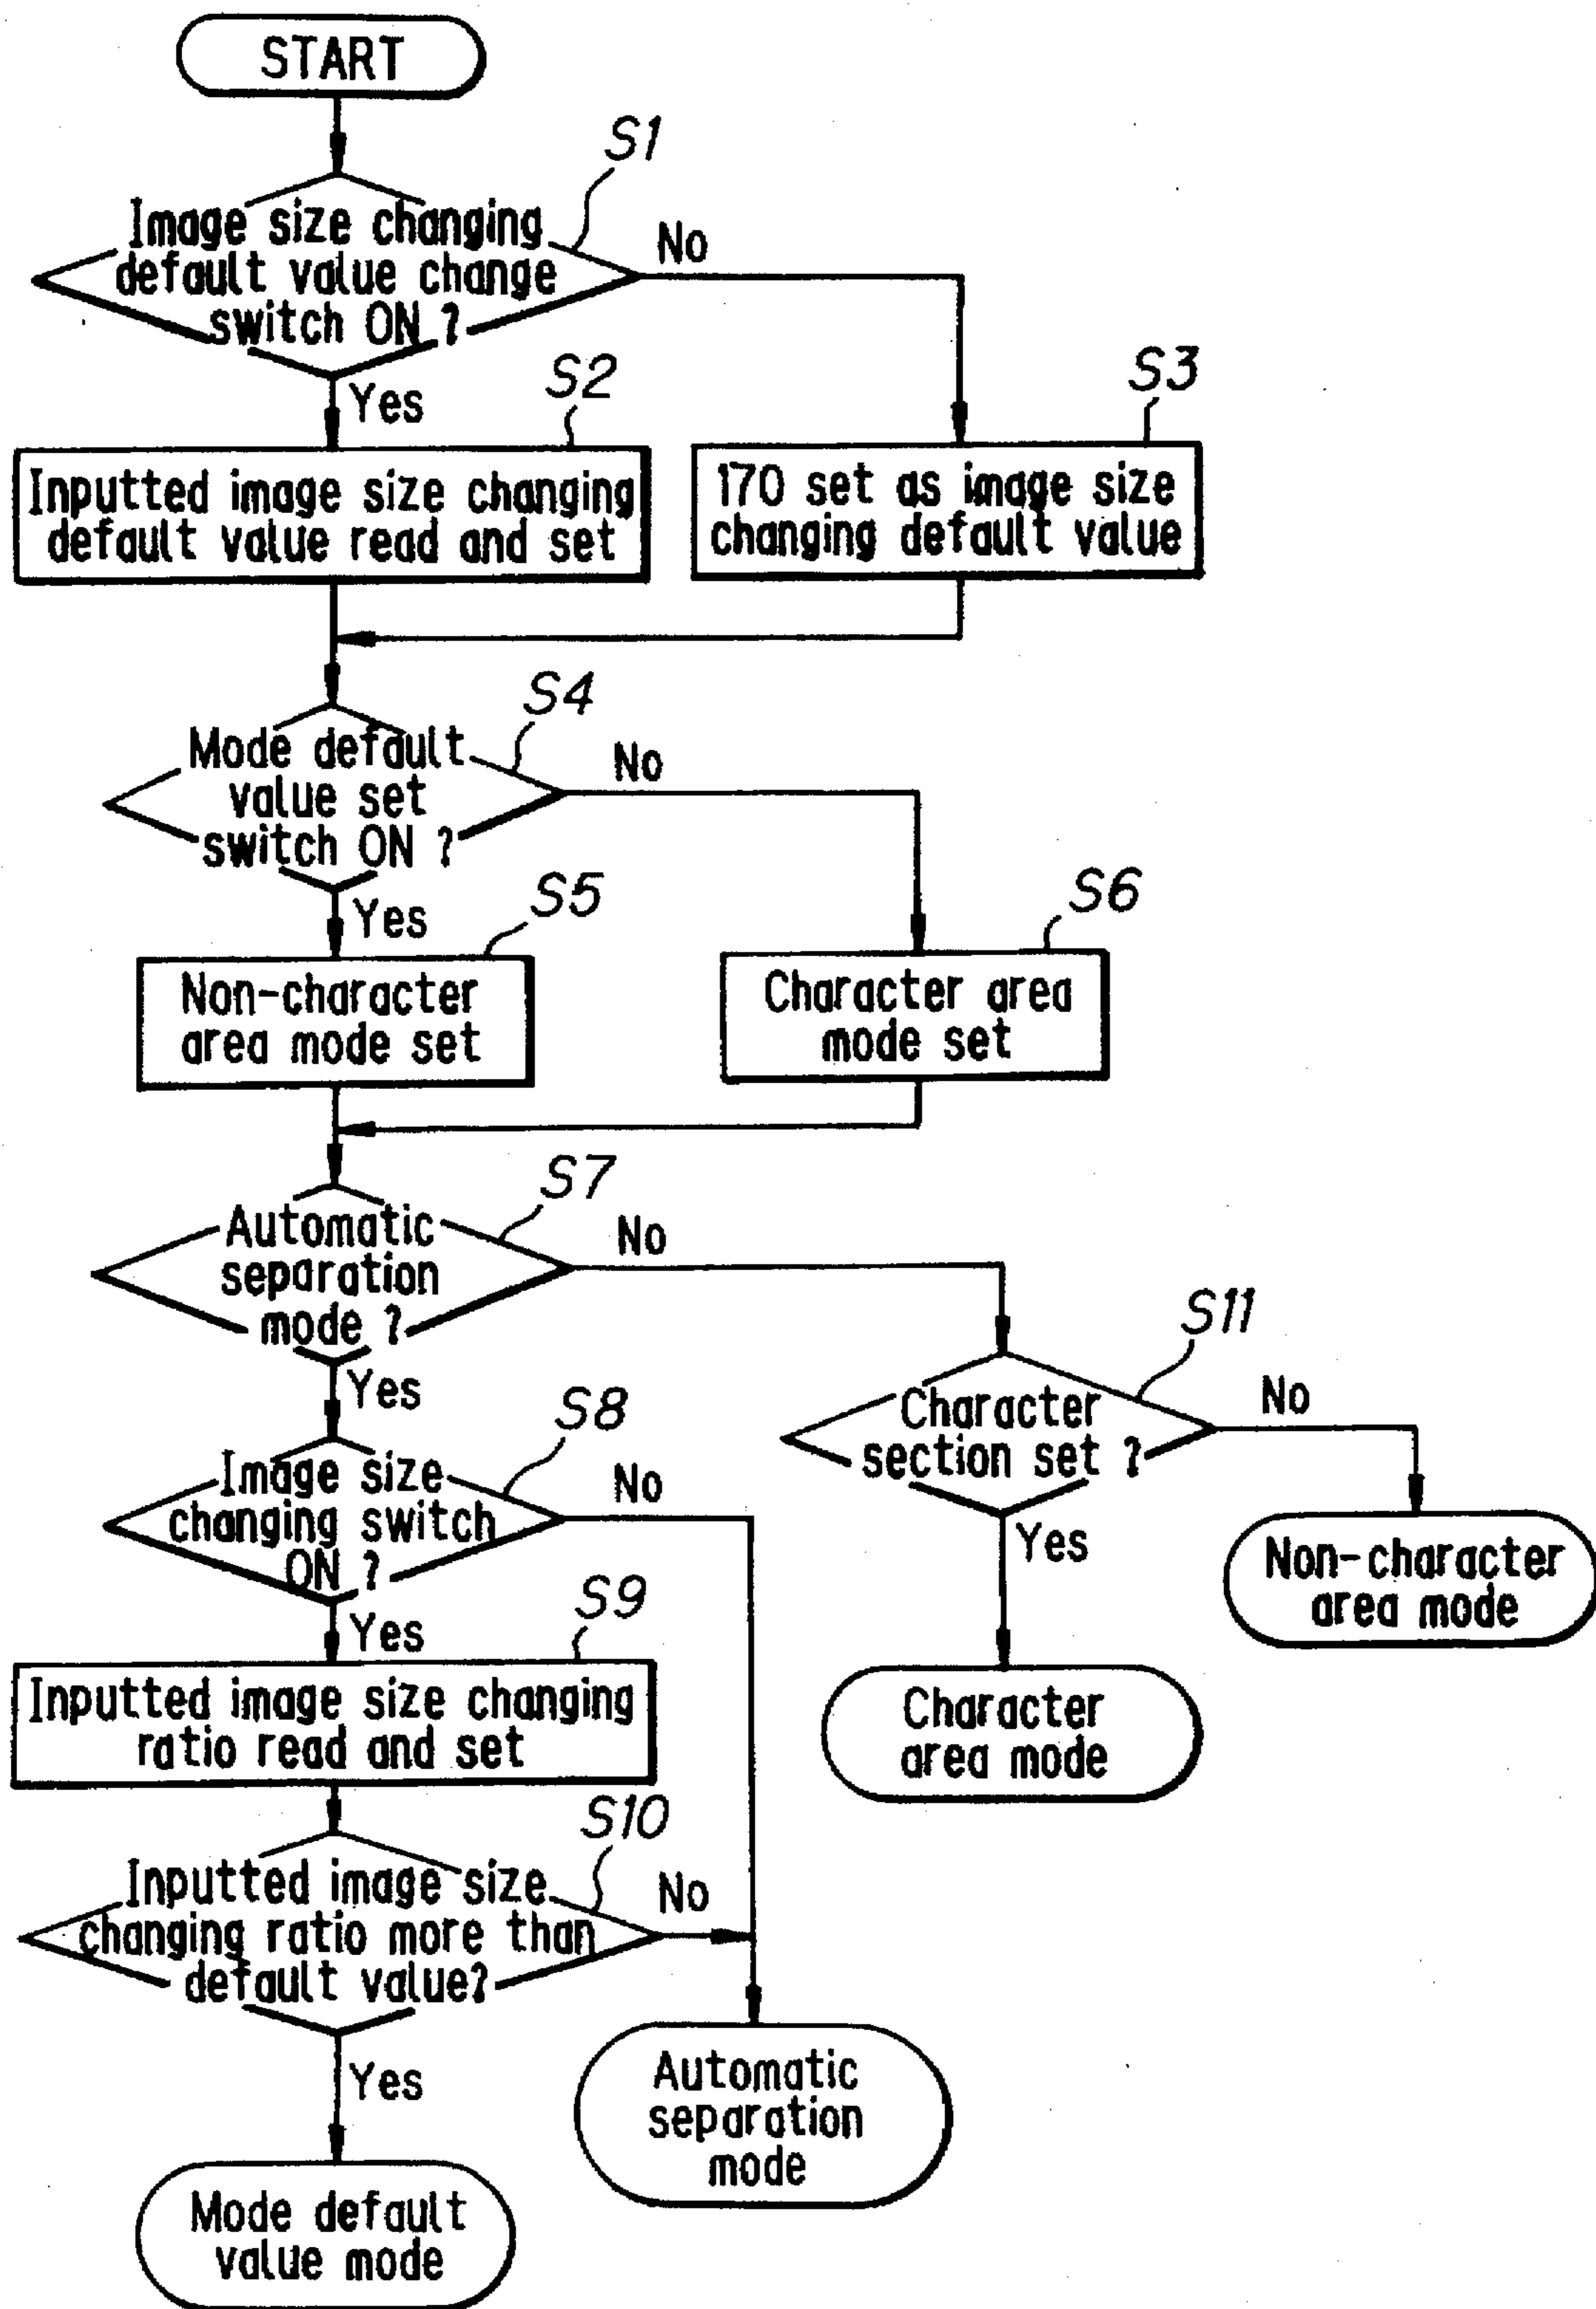 START
S1
Image size changing
default value change
switch ON ?
No
Yes
S2
Inputted image size changing
default value read and set
S3
170 set as image size
changing default value
S4
Mode default
value set
switch ON ?
No
Yes
S5
Non-character
area mode set
S6
Character area
mode set
S7
Automatic
separation
mode ?
No
Yes
S11
Character
section set ?
No
Yes
Non-character
area mode
Character
area mode
S8
Image size
changing switch
ON ?
No
Yes
S9
Inputted image size changing
ratio read and set
S10
Inputted image size
changing ratio more than
default value?
No
Yes
Automatic
separation
mode
Mode default
value mode